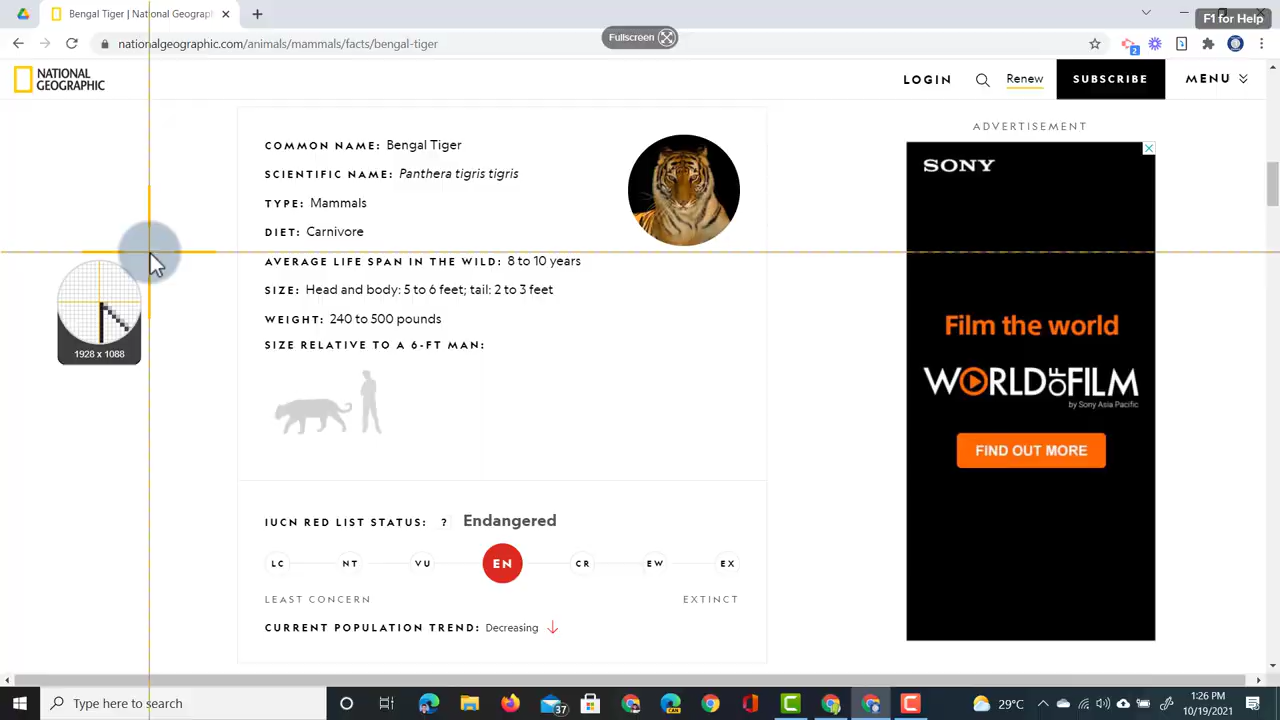 Bengal Tiger | National Geograph
F1 for Help
nationalgeographic.com/animals/mammals/facts/bengal-tiger
Fullscreen
2
NATIONAL
GEOGRAPHIC
LOGIN
Renew
SUBSCRIBE
MENU
COMMON NAME: Bengal Tiger
SCIENTIFIC NAME: Panthera tigris tigris
TYPE: Mammals
DIET: Carnivore
AVERAGE LIFE SPAN IN THE WILD: 8 to 10 years
SIZE: Head and body: 5 to 6 feet; tail: 2 to 3 feet
WEIGHT: 240 to 500 pounds
SIZE RELATIVE TO A 6-FT MAN:
IUCN RED LIST STATUS: ? Endangered
LC NT VU EN CR EW EX
LEAST CONCERN EXTINCT
CURRENT POPULATION TREND: Decreasing
1928 x 1088
ADVERTISEMENT
SONY
Film the world
WORLD OF FILM
by Sony Asia Pacific
FIND OUT MORE
Type here to search
37
29°C
1:26 PM
10/19/2021